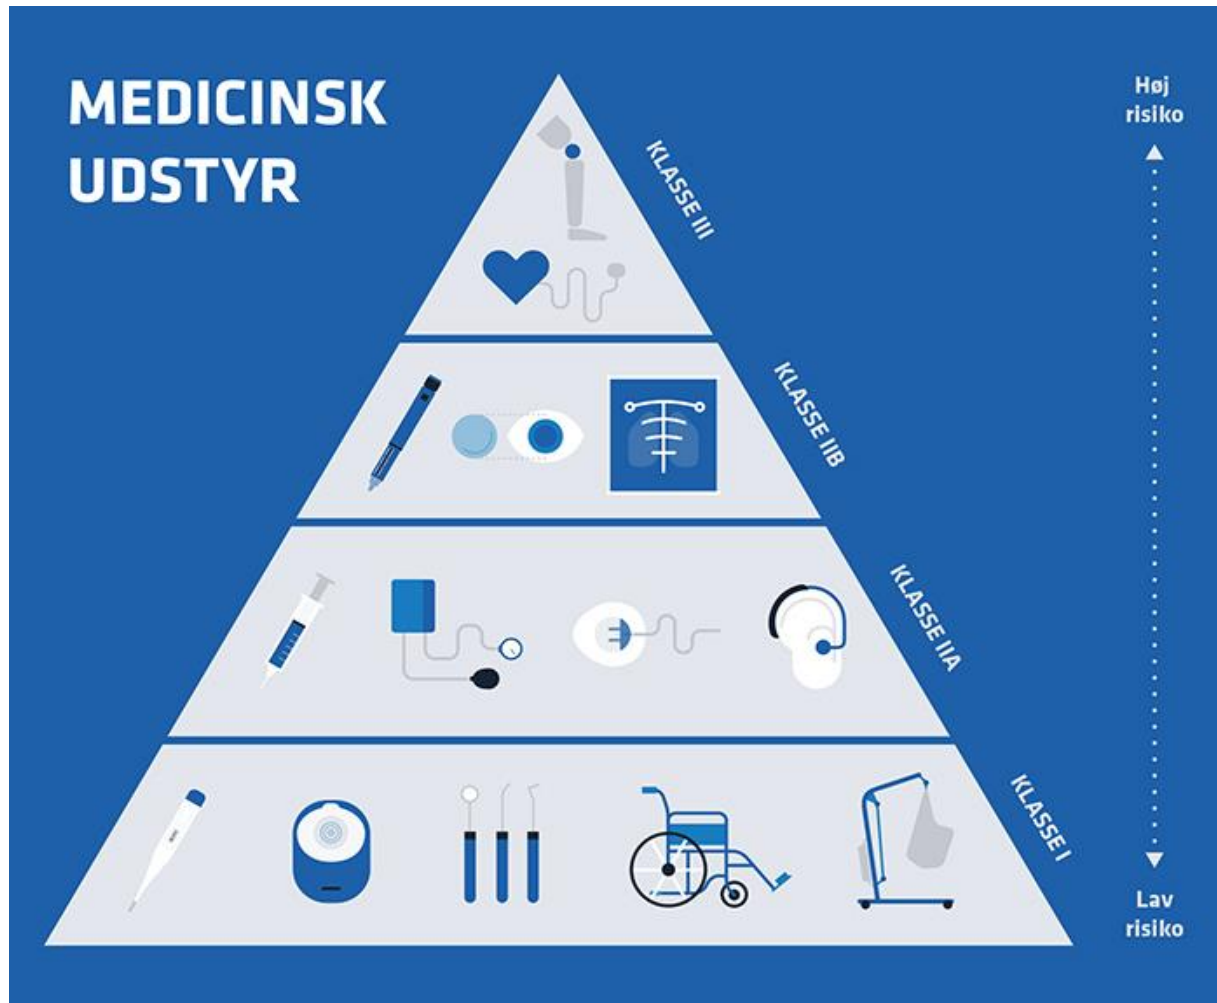 MEDICINSK
UDSTYR
Høj
risiko
KLASSE III
KLASSE IIB
KLASSE IIA
KLASSE I
Lav
risiko